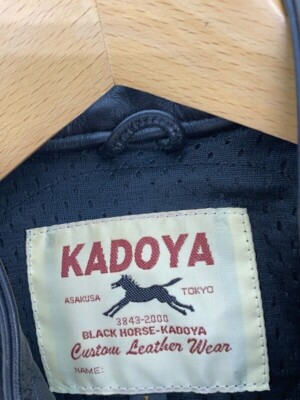 KADOYA
ASAKUSA TOKYO
3843-2000
BLACK HORSE-KADOYA
Custom Leather Wear
NAME: